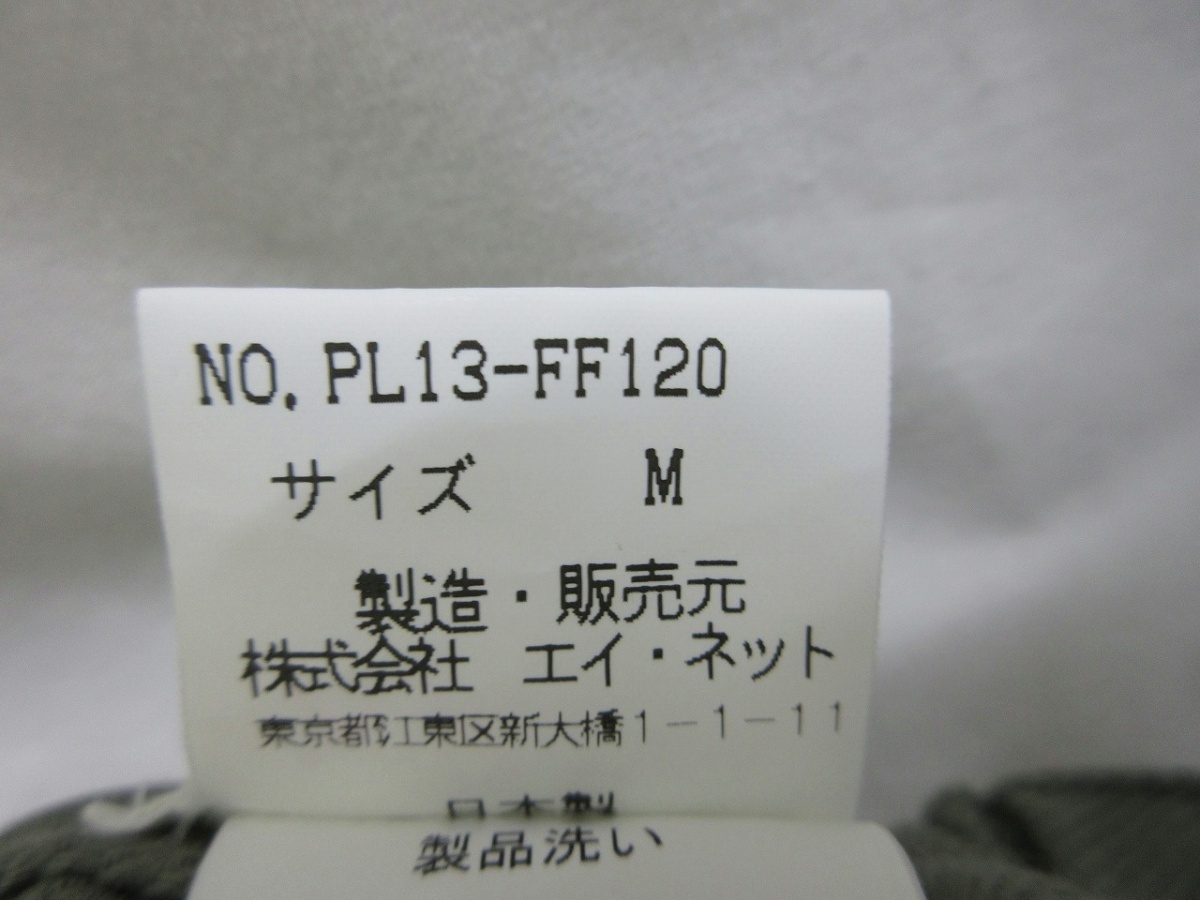 NO.PL13-FF120
サイズ M
製造・販売元
株式会社 エイ・ネット
東京都江東区新大橋1-1-11
日本製
製品洗い